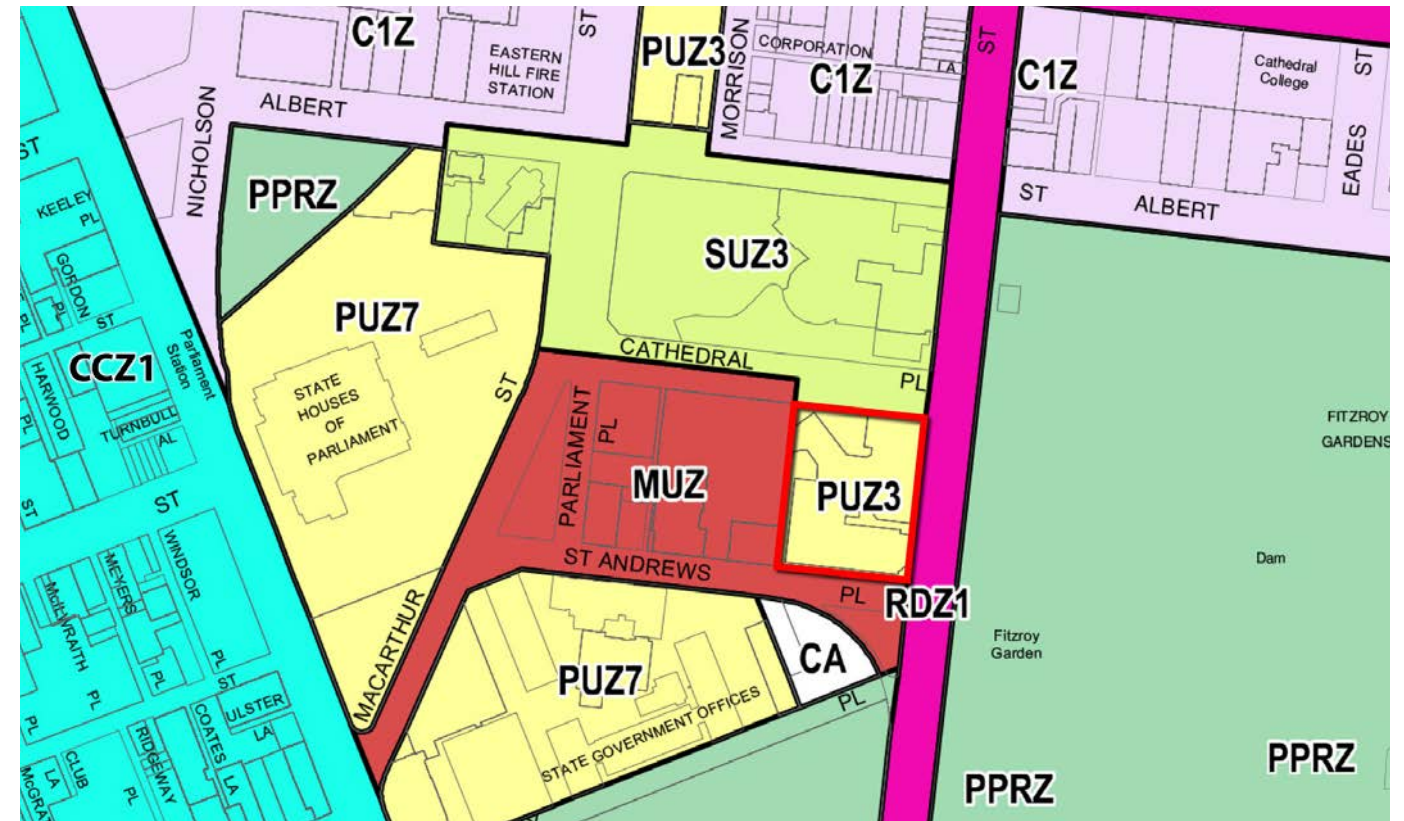 C1Z
EASTERN
HILL FIRE
STATION
ST
PUZ3
MORRISON
CORPORATION
LA
C1Z
ST
C1Z
Cathedral
College
ST
EADES
ALBERT
NICHOLSON
ST
PPRZ
KEELEY
PL
GORDON
PL
PL
ST
SUZ3
ST
ALBERT
PUZ7
Parliament
Station
CCZ1
HARWOOD
PL
TURNBULL
AL
ST
ST
STATE
HOUSES
OF
PARLIAMENT
ST
CATHEDRAL
PL
PARLIAMENT
PL
MUZ
PUZ3
FITZROY
GARDENS
ST ANDREWS
PL
RDZ1
Dam
Fitzroy
Garden
WINDSOR
PL
MEYERS
PL
McILWRAITH
PL
PL
MACARTHUR
PUZ7
CA
PL
STATE GOVERNMENT OFFICES
ST
ULSTER
LA
COATES
LA
RIDGEWAY
PL
CLUB
LA
McGRA
PPRZ
PPRZ